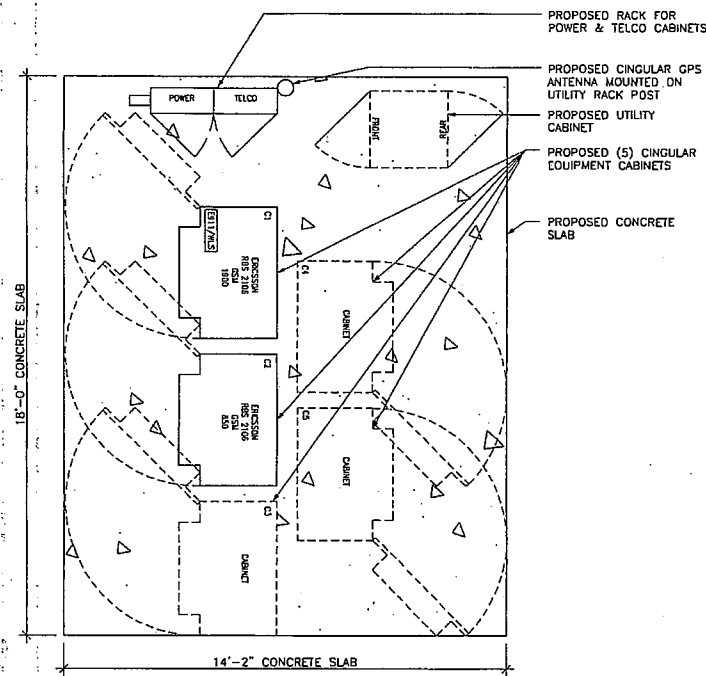 PROPOSED RACK FOR
POWER & TELCO CABINETS
PROPOSED CINGULAR GPS
ANTENNA MOUNTED ON
UTILITY RACK POST
PROPOSED UTILITY
CABINET
PROPOSED (5) CINGULAR
EQUIPMENT CABINETS
PROPOSED CONCRETE
SLAB
POWER
TELCO
FRONT
REAR
E911/WLS
C1
ERICSSON
RBS 2106
GSM
1900
C2
ERICSSON
RBS 2106
GSM
850
C3
CABINET
C4
CABINET
C5
CABINET
18'-0" CONCRETE SLAB
14'-2" CONCRETE SLAB